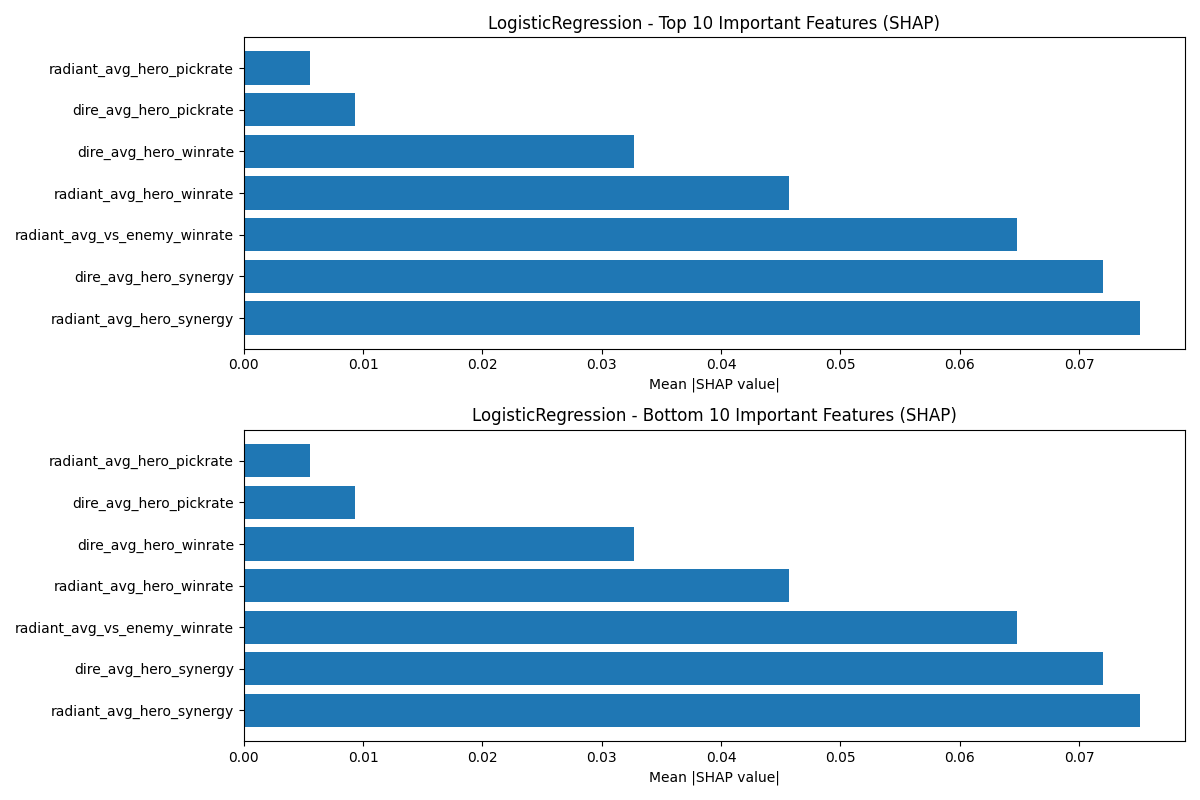 LogisticRegression - Top 10 Important Features (SHAP)
radiant_avg_hero_pickrate
dire_avg_hero_pickrate
dire_avg_hero_winrate
radiant_avg_hero_winrate
radiant_avg_vs_enemy_winrate
dire_avg_hero_synergy
radiant_avg_hero_synergy
0.00 0.01 0.02 0.03 0.04 0.05 0.06 0.07
Mean |SHAP value|
LogisticRegression - Bottom 10 Important Features (SHAP)
radiant_avg_hero_pickrate
dire_avg_hero_pickrate
dire_avg_hero_winrate
radiant_avg_hero_winrate
radiant_avg_vs_enemy_winrate
dire_avg_hero_synergy
radiant_avg_hero_synergy
0.00 0.01 0.02 0.03 0.04 0.05 0.06 0.07
Mean |SHAP value|